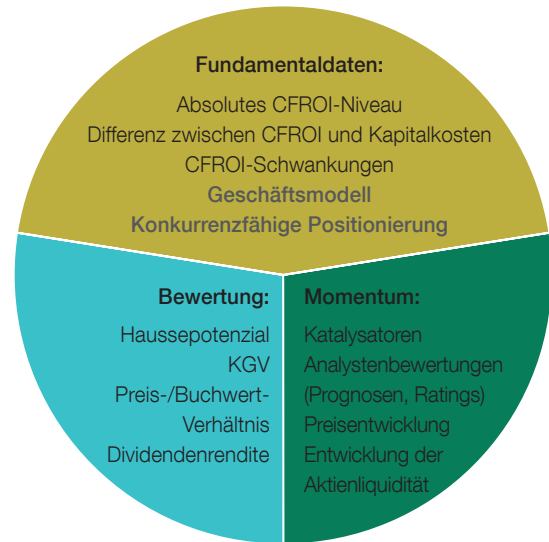 Fundamentaldaten:
Absolutes CFROI-Niveau
Differenz zwischen CFROI und Kapitalkosten
CFROI-Schwankungen
Geschäftsmodell
Konkurrenzfähige Positionierung
Bewertung:
Haussepotenzial
KGV
Preis-/Buchwert-
Verhältnis
Dividendenrendite
Momentum:
Katalysatoren
Analystenbewertungen
(Prognosen, Ratings)
Preisentwicklung
Entwicklung der
Aktienliquidität